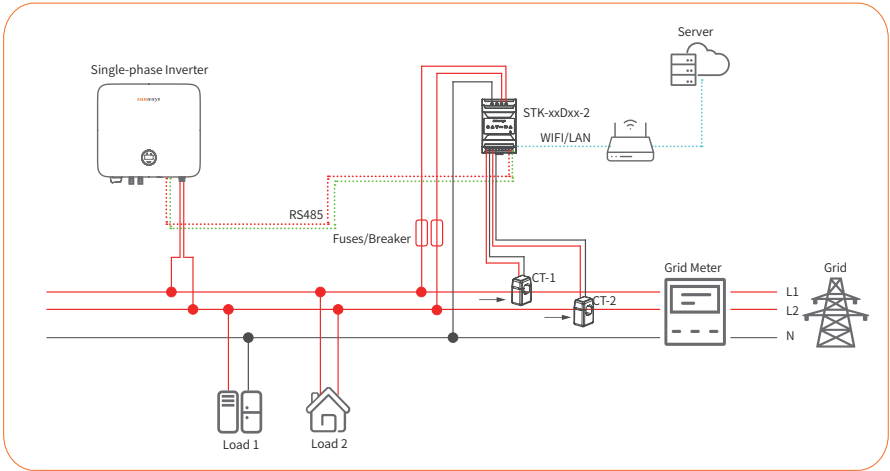 Server
Single-phase Inverter
sunways
STK-xxDxx-2
WIFI/LAN
RS485
Fuses/Breaker
CT-1
CT-2
Grid Meter
Grid
L1
L2
N
Load 1
Load 2